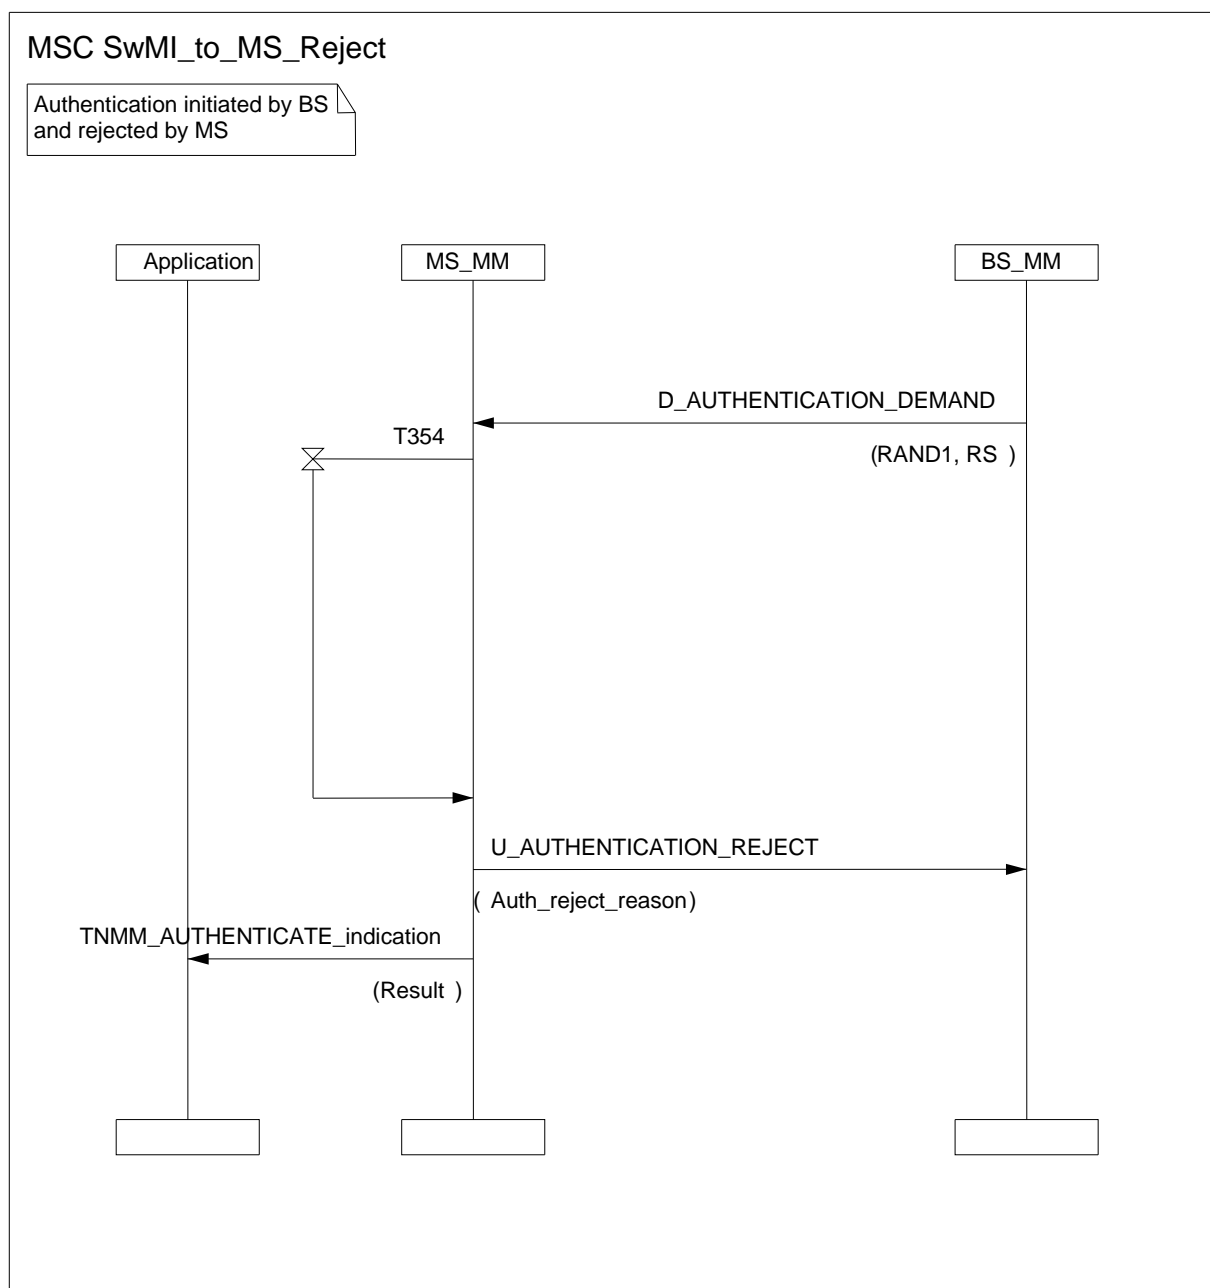 MSC SwMI_to_MS_Reject
Authentication initiated by BS
and rejected by MS
Application
MS_MM
BS_MM
D_AUTHENTICATION_DEMAND
T354
(RAND1, RS )
U_AUTHENTICATION_REJECT
( Auth_reject_reason)
TNMM_AUTHENTICATE_indication
(Result )